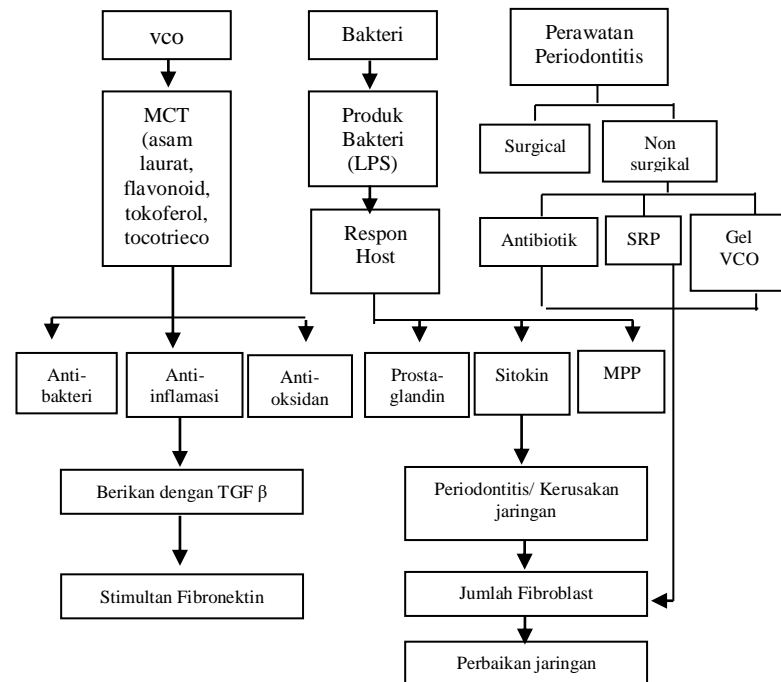 vco
Bakteri
Perawatan
Periodontitis
MCT
(asam
laurat,
flavonoid,
tokoferol,
tocotrieco
Produk
Bakteri
(LPS)
Surgical
Non
surgikal
Respon
Host
Antibiotik
SRP
Gel
VCO
Anti-
bakteri
Anti-
inflamasi
Anti-
oksidan
Prosta-
glandin
Sitokin
MPP
Berikan dengan TGF β
Periodontitis/ Kerusakan
jaringan
Stimultan Fibronektin
Jumlah Fibroblast
Perbaikan jaringan